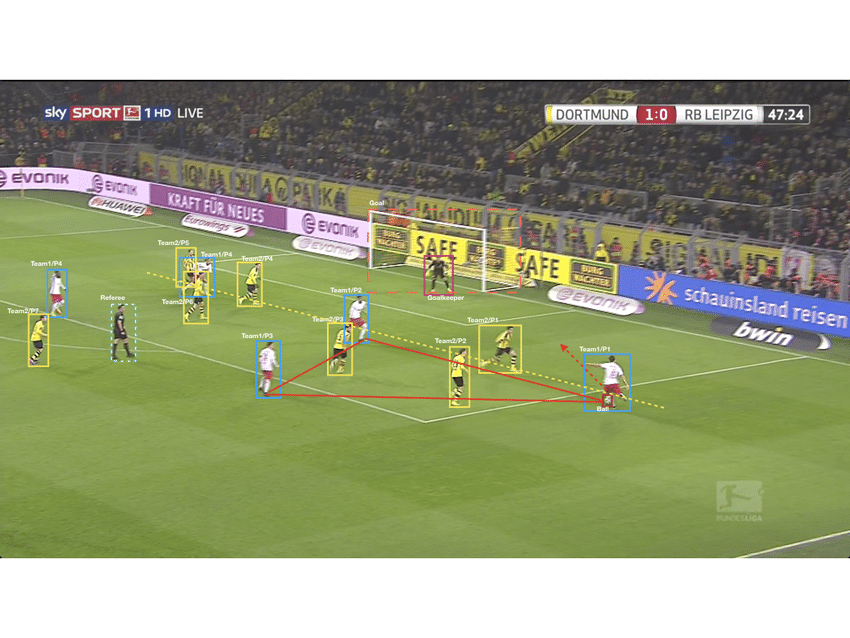 sky SPORT 1 HD LIVE
DORTMUND 1:0 RB LEIPZIG 47:24
EVONIK
EVONIK
HUAWEI
KRAFT FÜR NEUES
Eurowings
EVONIK
EVONIK
Goal
BURG WÄCHTER
SAFE
BURG WÄCHTER
SAFE
BURG WÄCHTER
EVONIK
schauinsland reisen
bwin
Team2/P5
Team1/P4
Team2/P4
Team1/P4
Team2/P6
Team1/P2
Goalkeeper
Team2/P7
Referee
Team2/P3
Team2/P1
Team1/P3
Team2/P2
Team1/P1
Ball
BUNDESLIGA